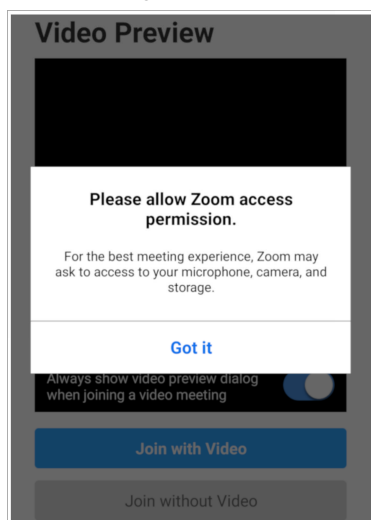 Video Preview
Please allow Zoom access
permission.
For the best meeting experience, Zoom may
ask to access to your microphone, camera, and
storage.
Got it
Always show video preview dialog
when joining a video meeting
Join with Video
Join without Video